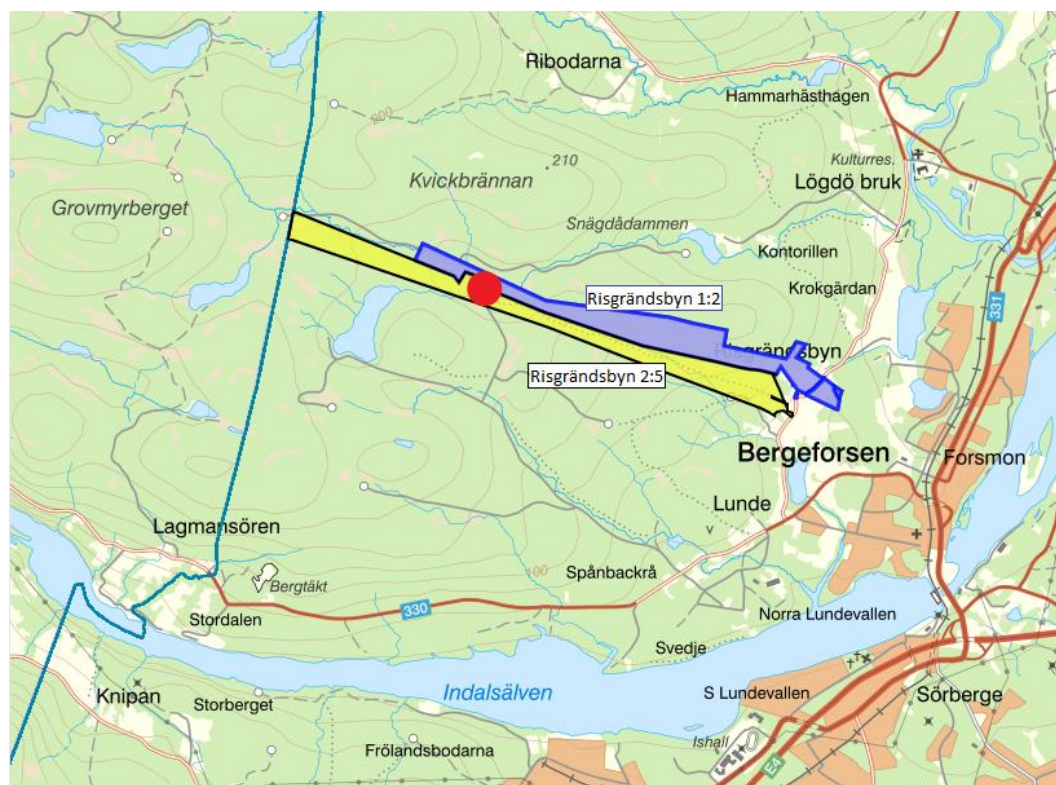 Ribodarna
Hammarhästhagen
200
210
Kvickbrännan
Kulturres.
Lögdö bruk
Grovmyrberget
Snägdådammen
Kontorillen
Krokgärdan
Risgrändsbyn 1:2
331
Risgrändsbyn
Risgrändsbyn 2:5
Bergeforsen
Forsmon
Lunde
Lagmansören
Bergtäkt
100
Spånbackrå
330
Stordalen
Norra Lundevallen
Svedje
Indalsälven
S Lundevallen
Sörberge
Knipan
Storberget
Frölandsbodarna
Ishall
E4